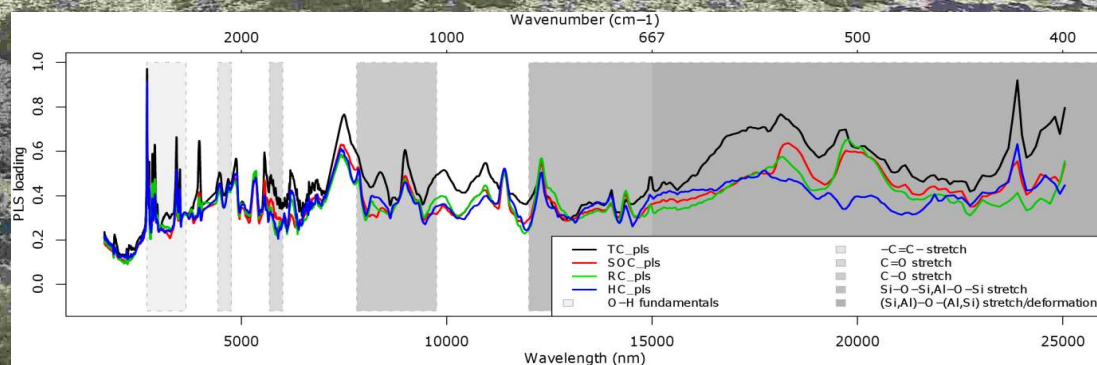 Wavenumber (cm−1)
2000 1000 667 500 400
PLS loading
1.0
0.8
0.6
0.4
0.2
0.0
TC_pls
SOC_pls
RC_pls
HC_pls
O−H fundamentals
−C=C− stretch
C=O stretch
C−O stretch
Si−O−Si,Al−O−Si stretch
(Si,Al)−O−(Al,Si) stretch/deformation
5000 10000 15000 20000 25000
Wavelength (nm)